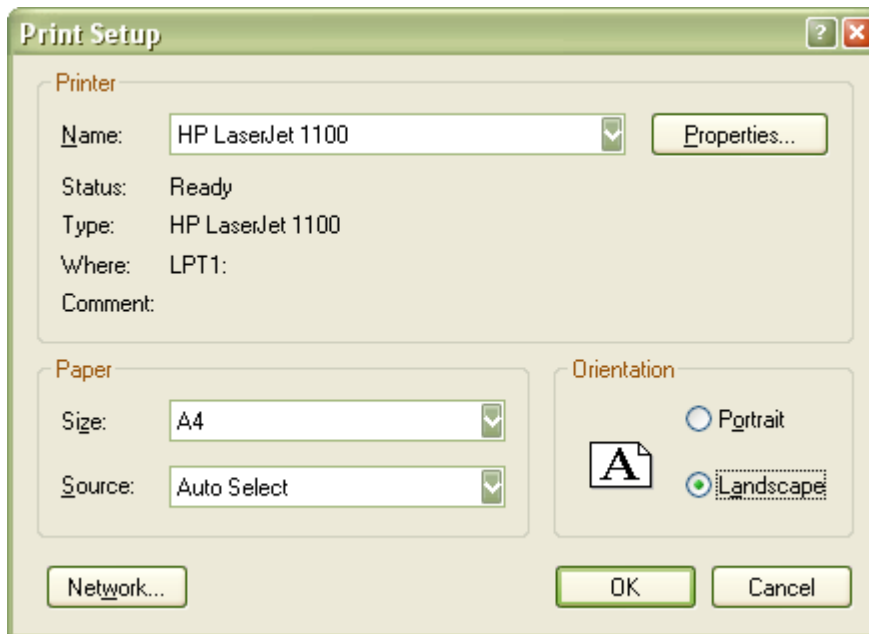 Print Setup
?
Printer
Name: HP LaserJet 1100 Properties...
Status: Ready
Type: HP LaserJet 1100
Where: LPT1:
Comment:
Paper
Size: A4
Source: Auto Select
Orientation
Portrait
A
Landscape
Network... OK Cancel